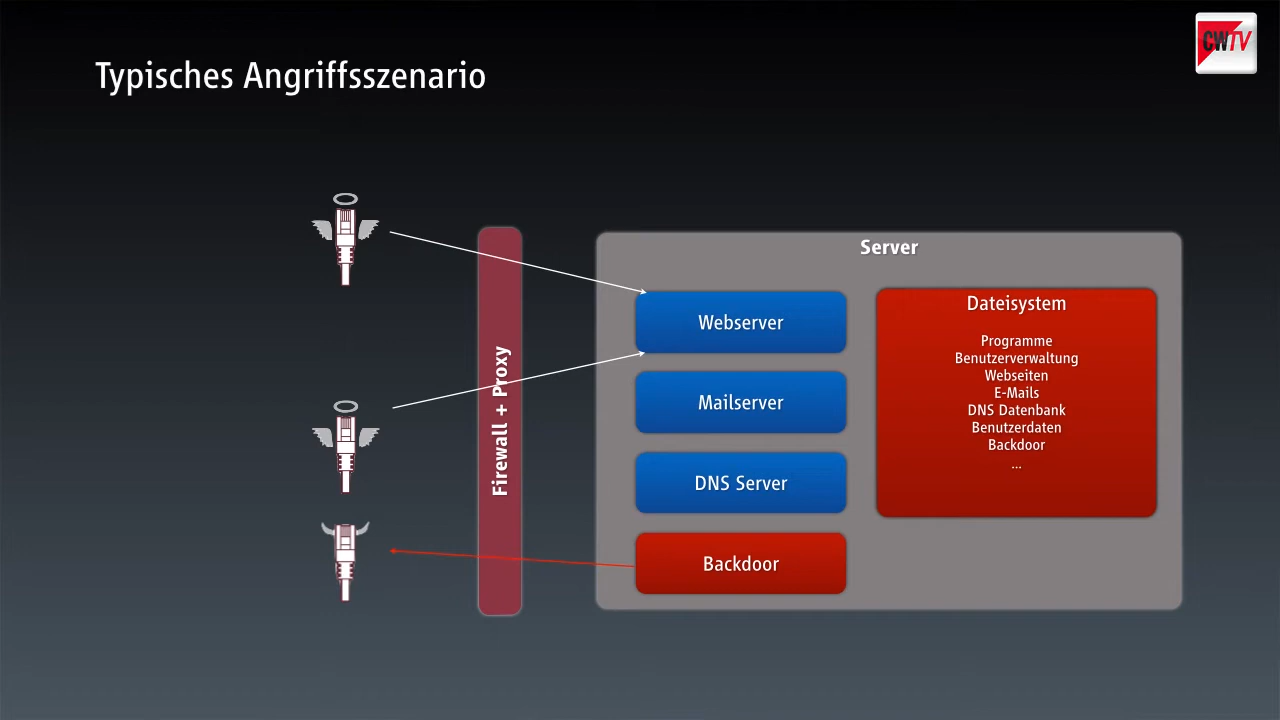 CWTV
Typisches Angriffsszenario
Firewall + Proxy
Server
Webserver
Mailserver
DNS Server
Backdoor
Dateisystem
Programme
Benutzerverwaltung
Webseiten
E-Mails
DNS Datenbank
Benutzerdaten
Backdoor
...